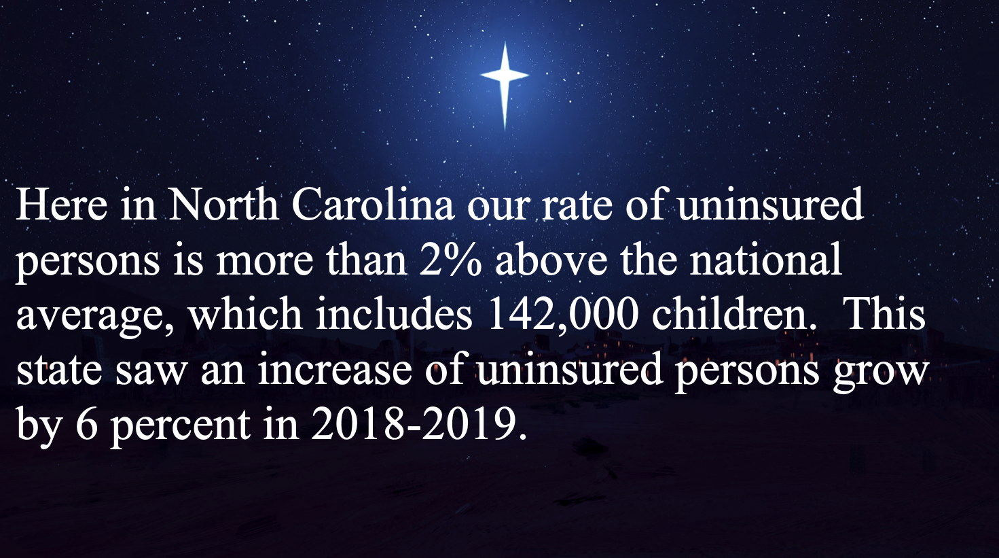 Here in North Carolina our rate of uninsured
persons is more than 2% above the national
average, which includes 142,000 children.  This
state saw an increase of uninsured persons grow
by 6 percent in 2018-2019.